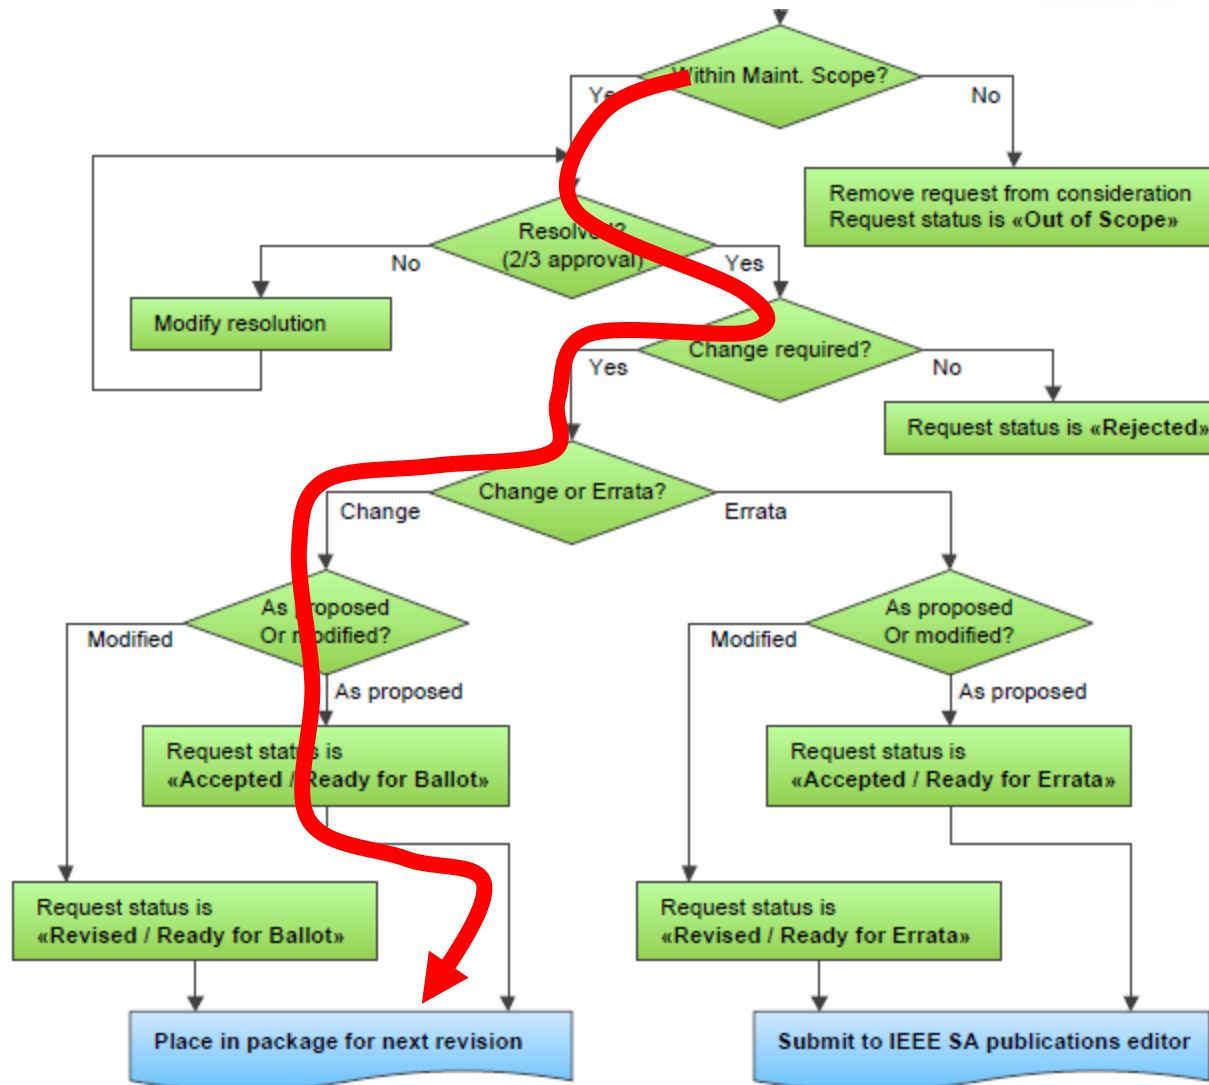 Within Maint. Scope?
Yes
No
Remove request from consideration
Request status is «Out of Scope»
Resolved?
(2/3 approval)
No
Yes
Modify resolution
Change required?
Yes
No
Request status is «Rejected»
Change or Errata?
Change
Errata
As proposed
Or modified?
Modified
As proposed
As proposed
Or modified?
Modified
As proposed
Request status is
«Accepted / Ready for Ballot»
Request status is
«Accepted / Ready for Errata»
Request status is
«Revised / Ready for Ballot»
Request status is
«Revised / Ready for Errata»
Place in package for next revision
Submit to IEEE SA publications editor